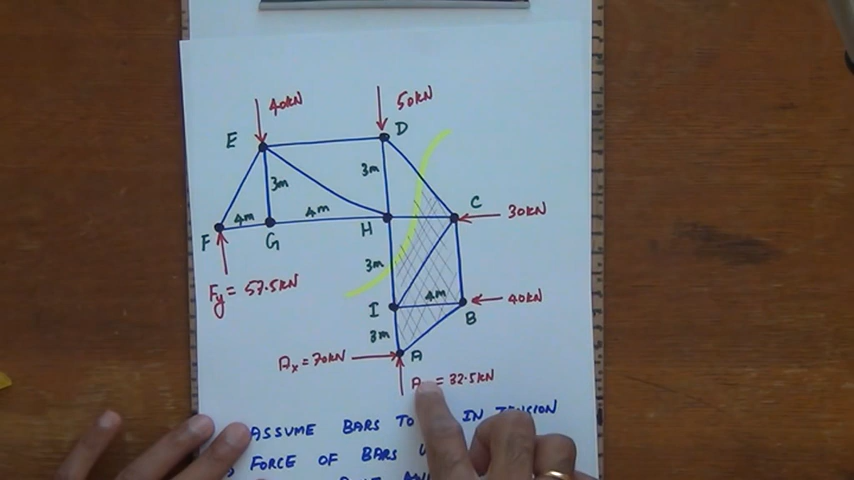 40kN
50kN
E
D
3m
3m
C
4m
4m
30kN
F
G
H
3m
Fy = 57.5kN
I
4m
40kN
B
3m
Ax = 70kN
A
= 32.5kN
ASSUME BARS IN TENSION
FORCE OF BARS